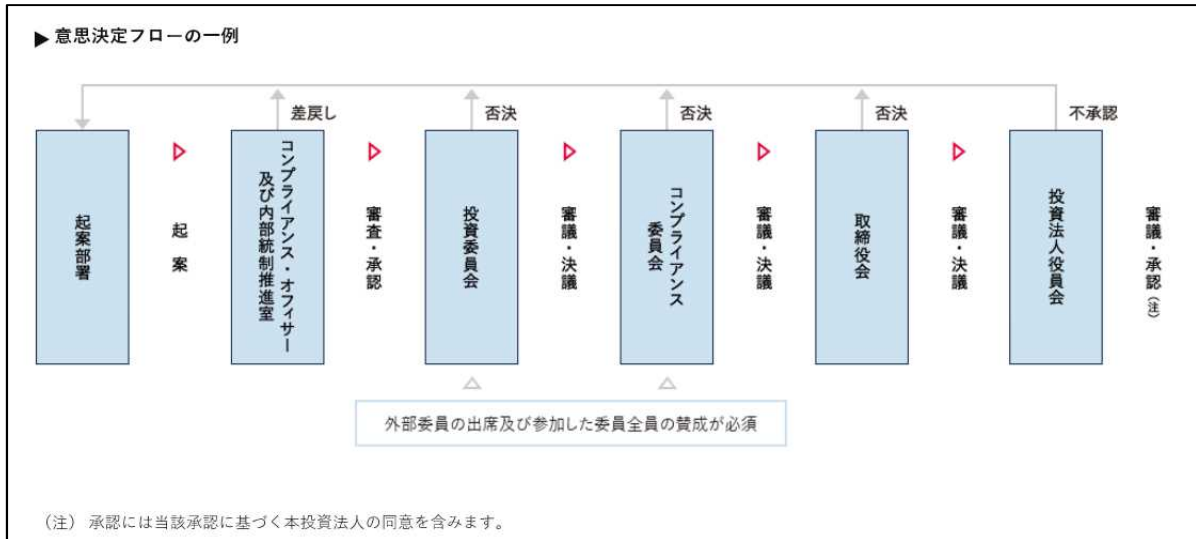 ▶ 意思決定フローの一例
差戻し
否決
否決
否決
不承認
起案部署
起案
コンプライアンス・オフィサー
及び内部統制推進室
審査・承認
投資委員会
審議・決議
コンプライアンス
委員会
審議・決議
取締役会
審議・決議
投資法人役員会
審議・承認(注)
外部委員の出席及び参加した委員全員の賛成が必須
(注) 承認には当該承認に基づく本投資法人の同意を含みます。